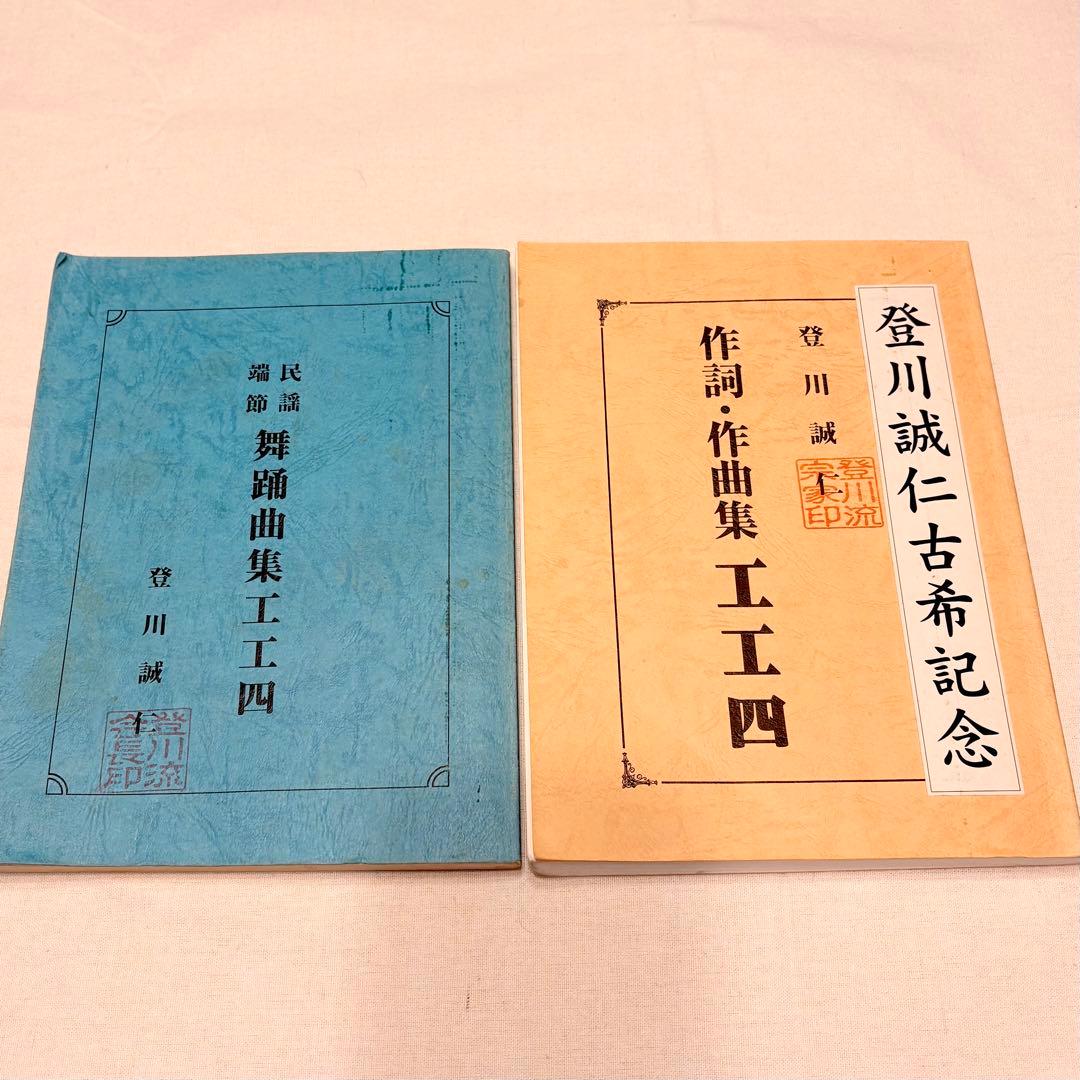 民謡
端節
舞踊曲集工工四
登川誠仁
登川流
会長印
登川誠仁古希記念
登川誠仁
登川流
宗家印
作詞・作曲集 工工四